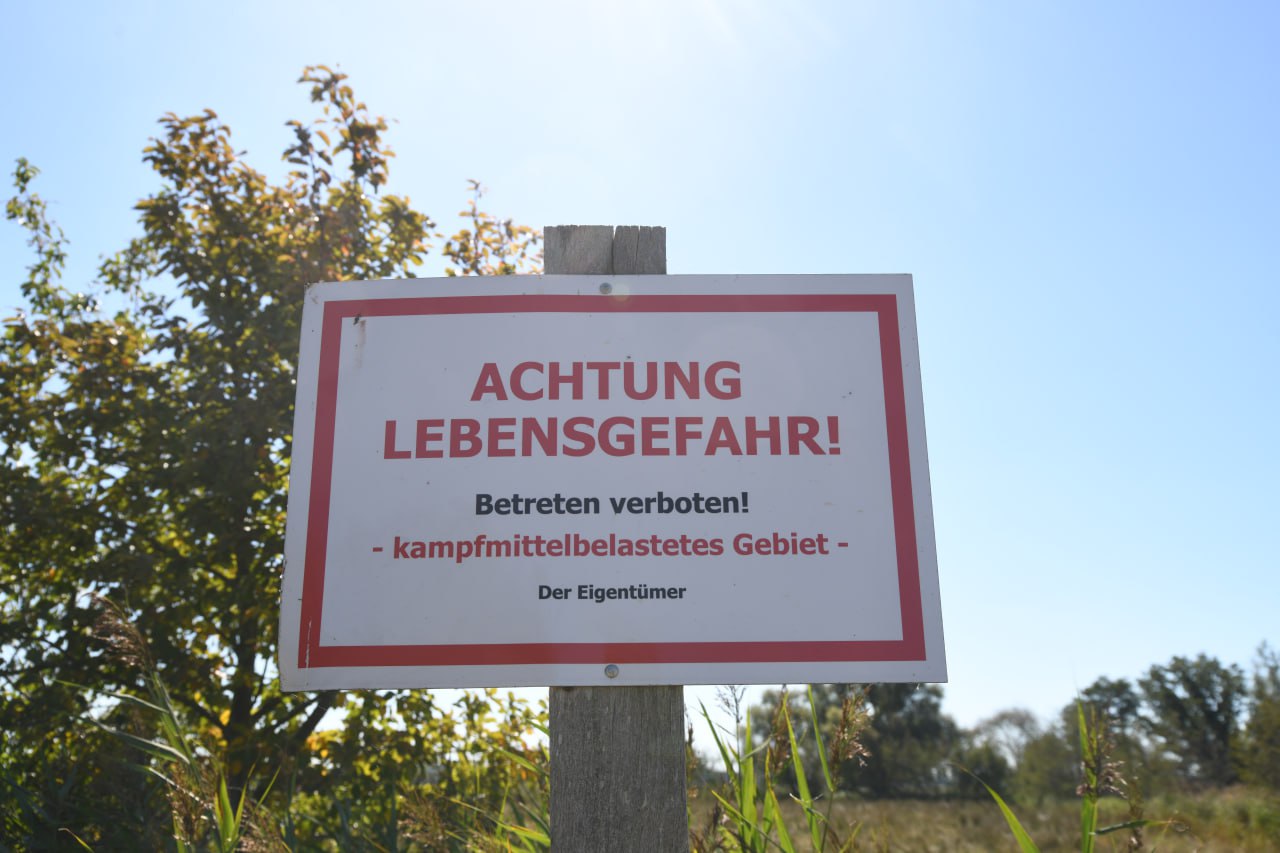 ACHTUNG
LEBENSGEFAHR!
Betreten verboten!
- kampfmittelbelastetes Gebiet -
Der Eigentümer